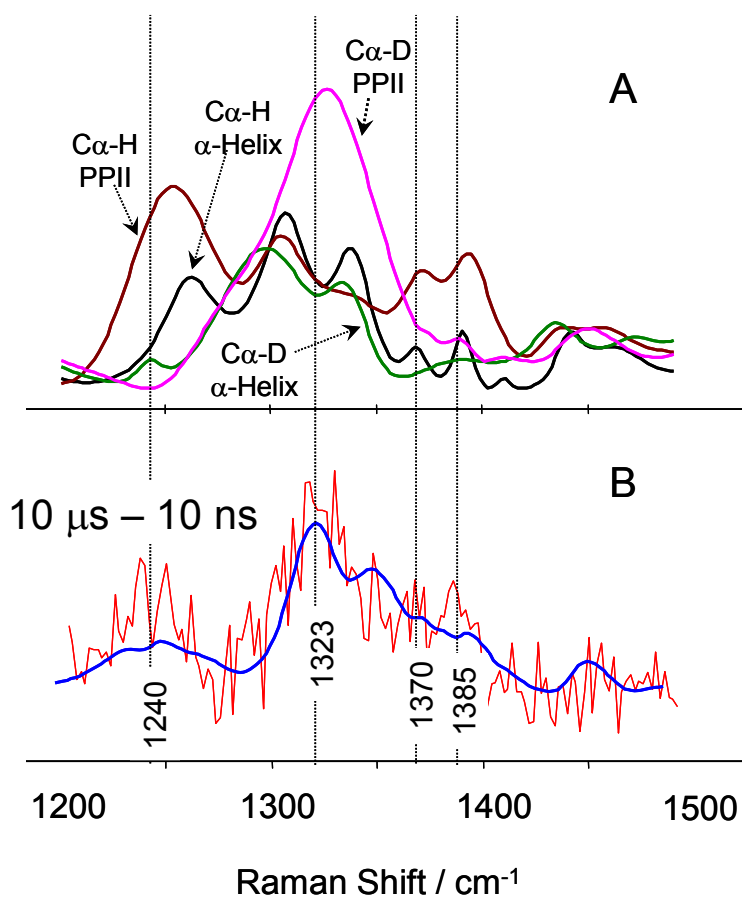 Cα-D
PPII
A
Cα-H
α-Helix
Cα-H
PPII
Cα-D
α-Helix
B
10 μs – 10 ns
1240
1323
1370
1385
1200
1300
1400
1500
Raman Shift / cm-1